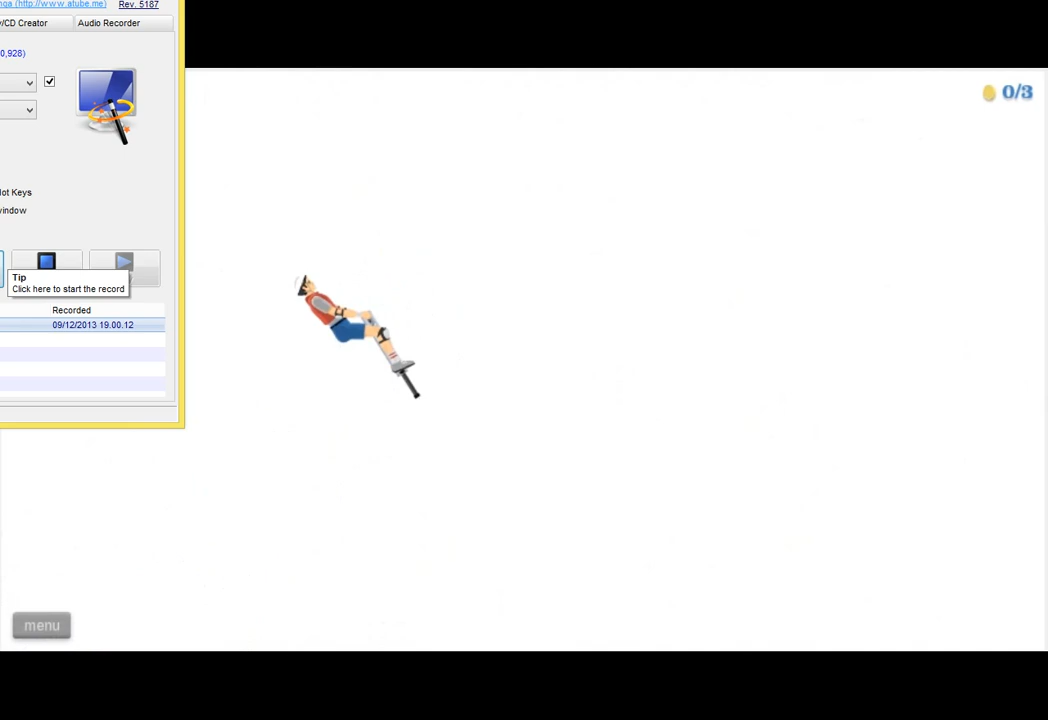 nga (http://www.atube.me) Rev. 5187
/CD Creator Audio Recorder
0,928)
0/3
Hot Keys
window
Tip
Click here to start the record
Recorded
09/12/2013 19.00.12
menu